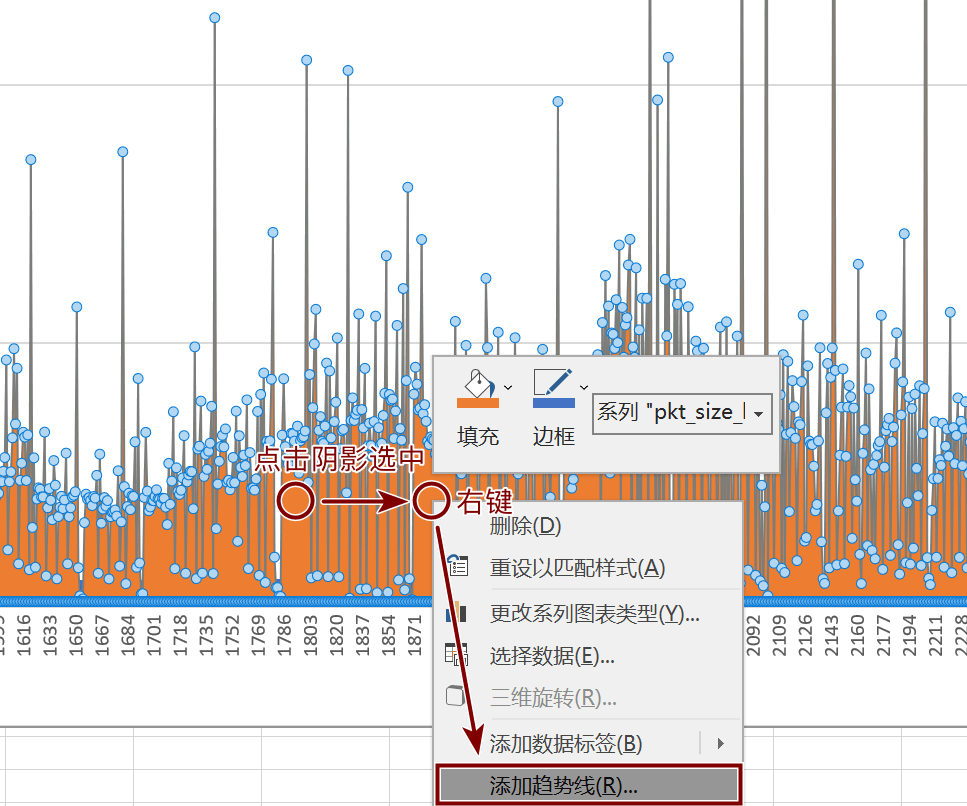 填充
边框
系列 "pkt_size_l
点击阴影选中
右键
删除(D)
重设以匹配样式(A)
更改系列图表类型(Y)...
选择数据(E)...
三维旋转(R)...
添加数据标签(B)
添加趋势线(R)...
1599 1616 1633 1650 1667 1684 1701 1718 1735 1752 1769 1786 1803 1820 1837 1854 1871 2092 2109 2126 2143 2160 2177 2194 2211 2228